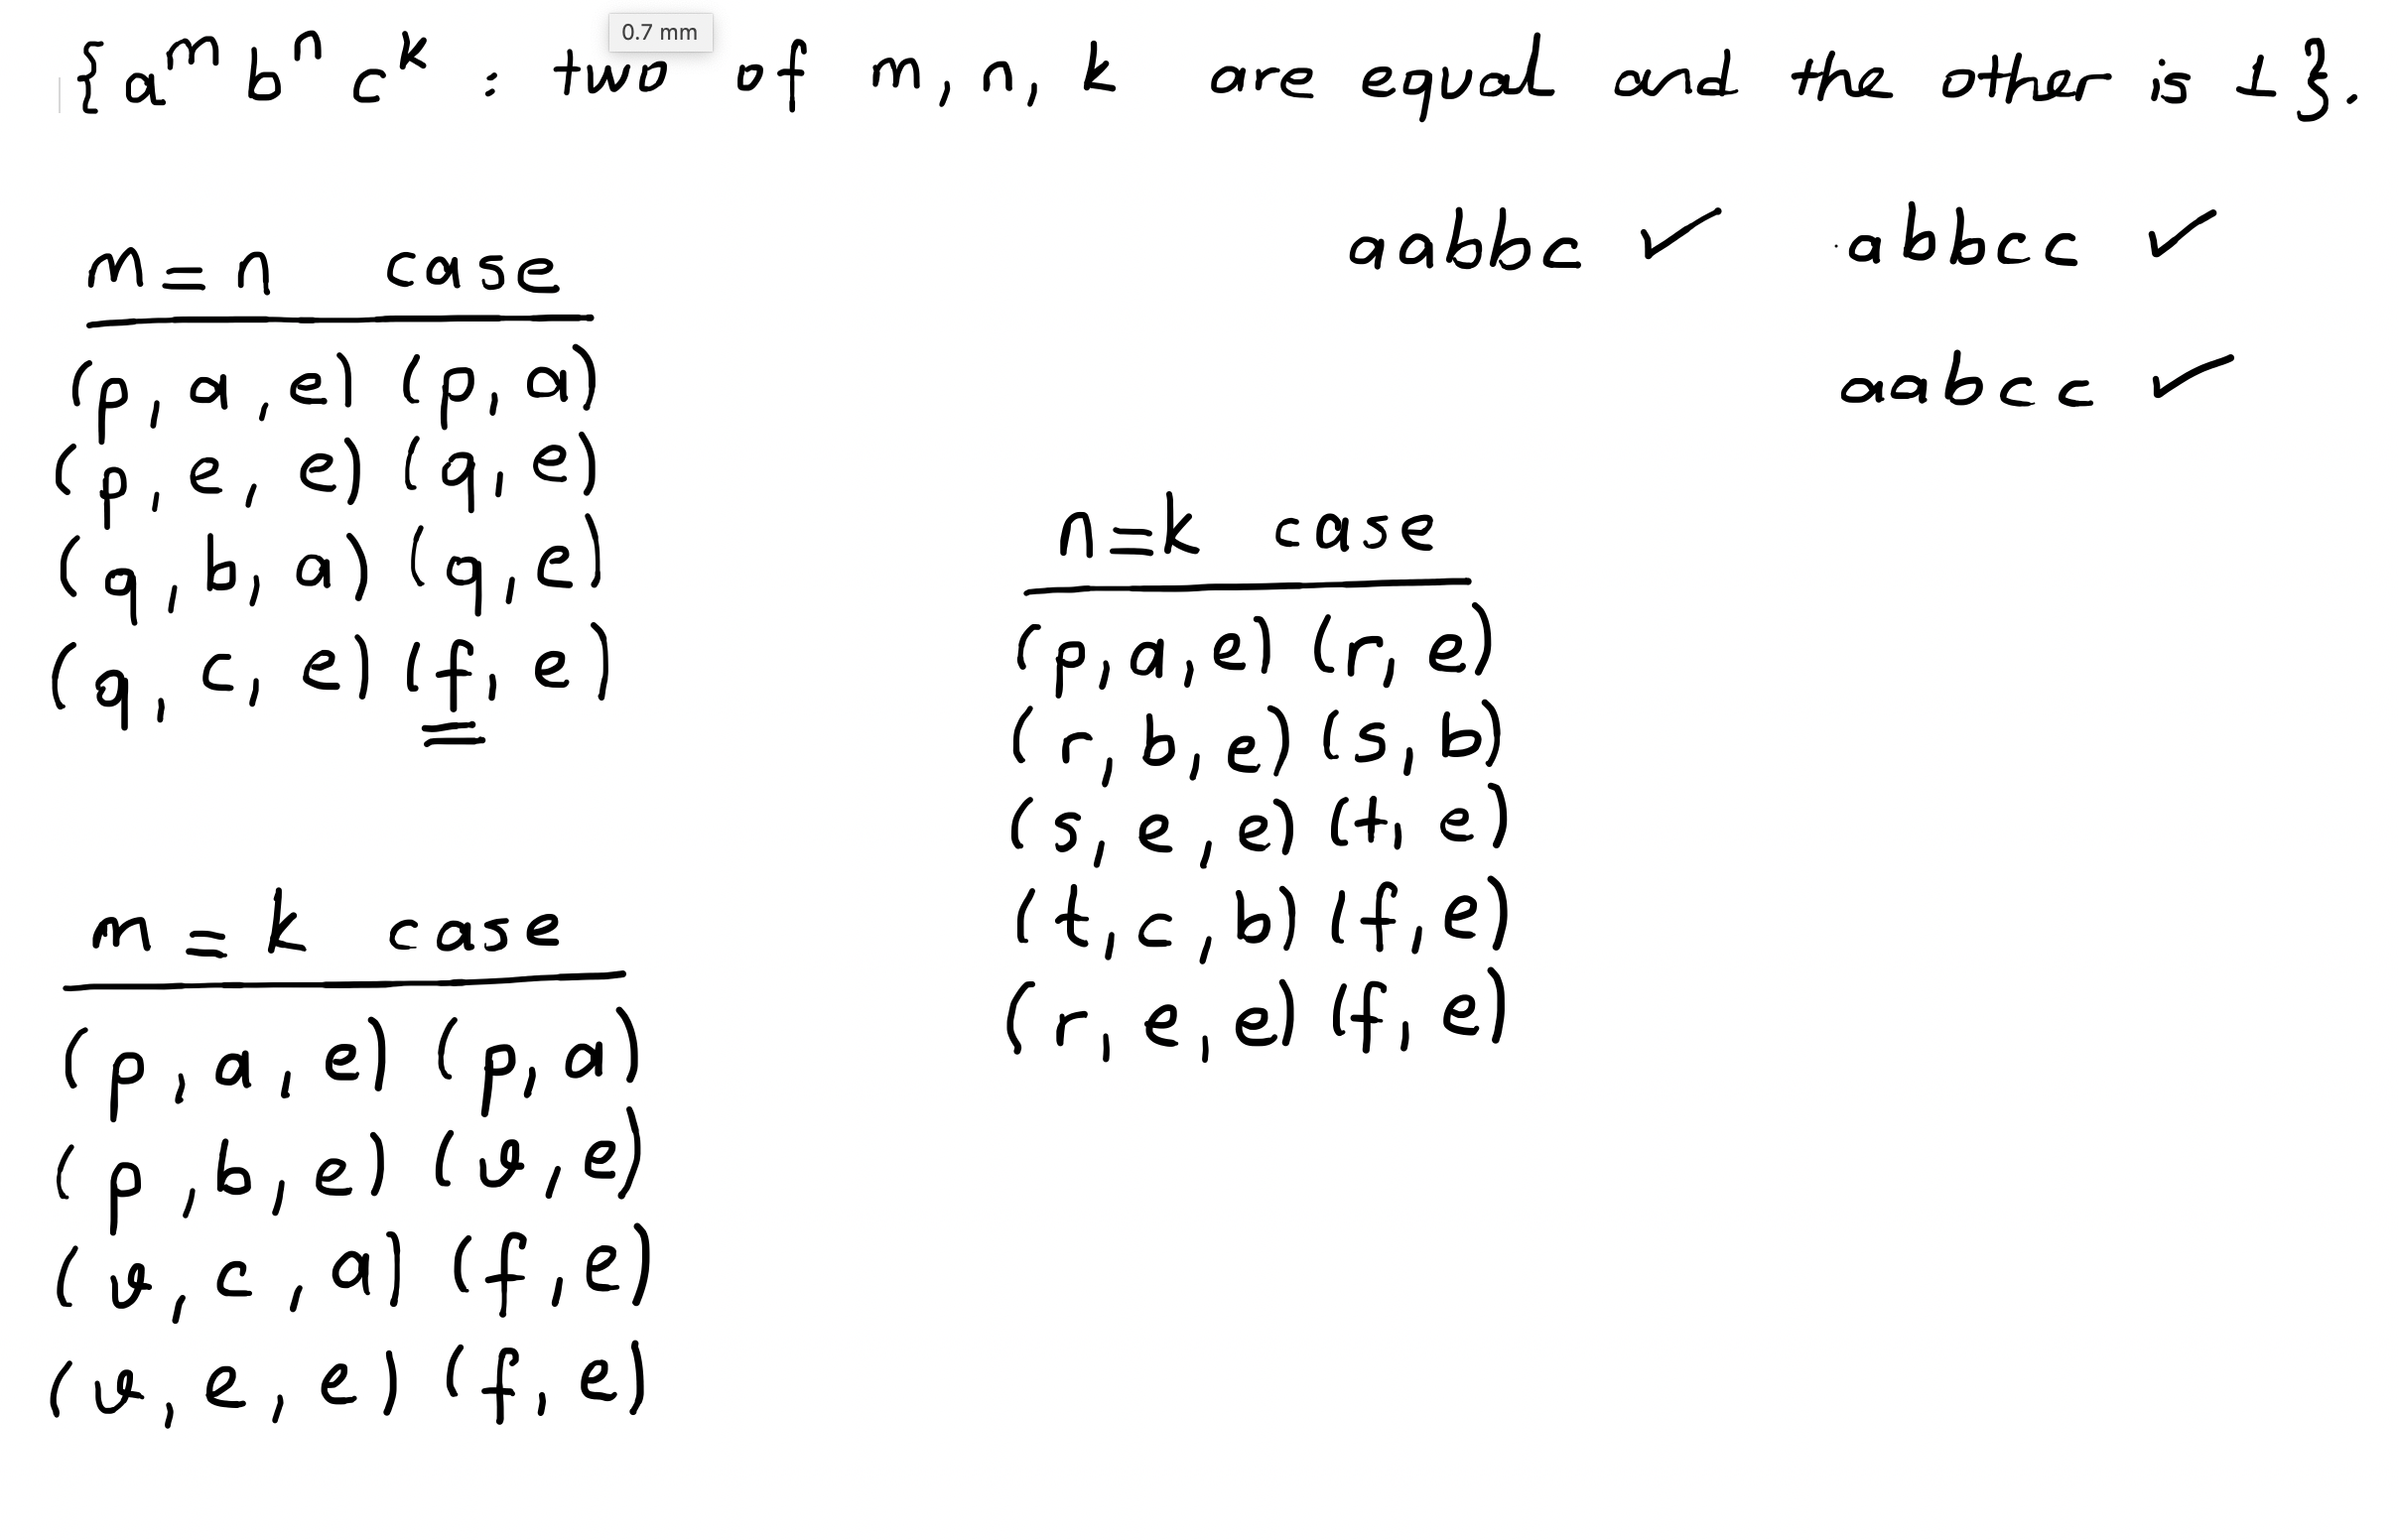 0.7 mm
{a^m b^n c^k : two of m, n, k are equal and the other is 1}.
aabbc ✓ abbcc ✓
aabcc ✓
m = n case
(p, a, e) (p, a)
(p, e, e) (q, e)
(q, b, a) (q, e)
(q, c, e) (f, e)
n = k case
(p, a, e) (r, e)
(r, b, e) (s, b)
(s, e, e) (t, e)
(t, c, b) (f, e)
(r, e, e) (f, e)
m = k case
(p, a, e) (p, a)
(p, b, e) (v, e)
(v, c, a) (f, e)
(v, e, e) (f, e)